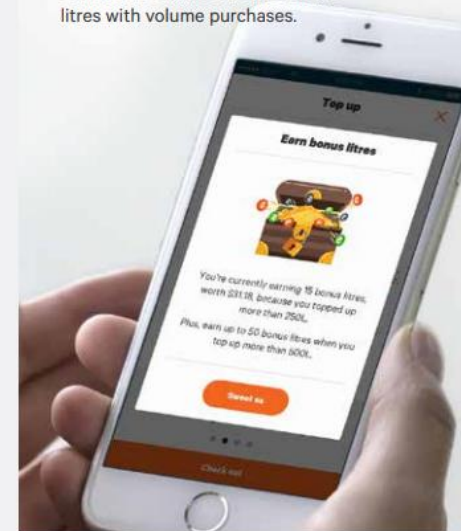 litres with volume purchases.
Top up
Earn bonus litres
You're currently earning 15 bonus litres,
worth $31.18, because you topped up
more than 250L.
Plus, earn up to 50 bonus litres when you
top up more than 500L.
Sweet as
Check out